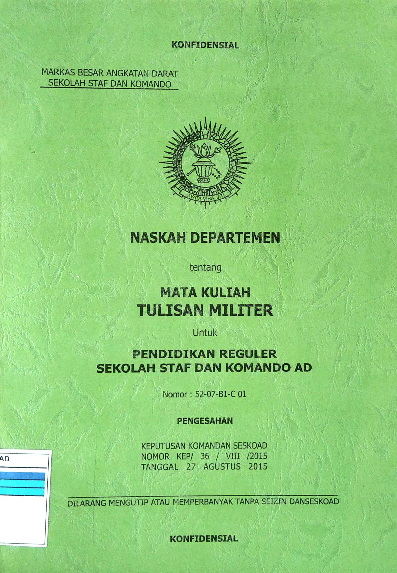 KONFIDENSIAL
MARKAS BESAR ANGKATAN DARAT
SEKOLAH STAF DAN KOMANDO
NASKAH DEPARTEMEN
tentang
MATA KULIAH
TULISAN MILITER
Untuk
PENDIDIKAN REGULER
SEKOLAH STAF DAN KOMANDO AD
Nomor : 52-07-B1-C 01
PENGESAHAN
KEPUTUSAN KOMANDAN SESKOAD
NOMOR KEP/ 36 / VIII /2015
TANGGAL 27 AGUSTUS 2015
AD
DILARANG MENGUTIP ATAU MEMPERBANYAK TANPA SEIZIN DANSESKOAD
KONFIDENSIAL